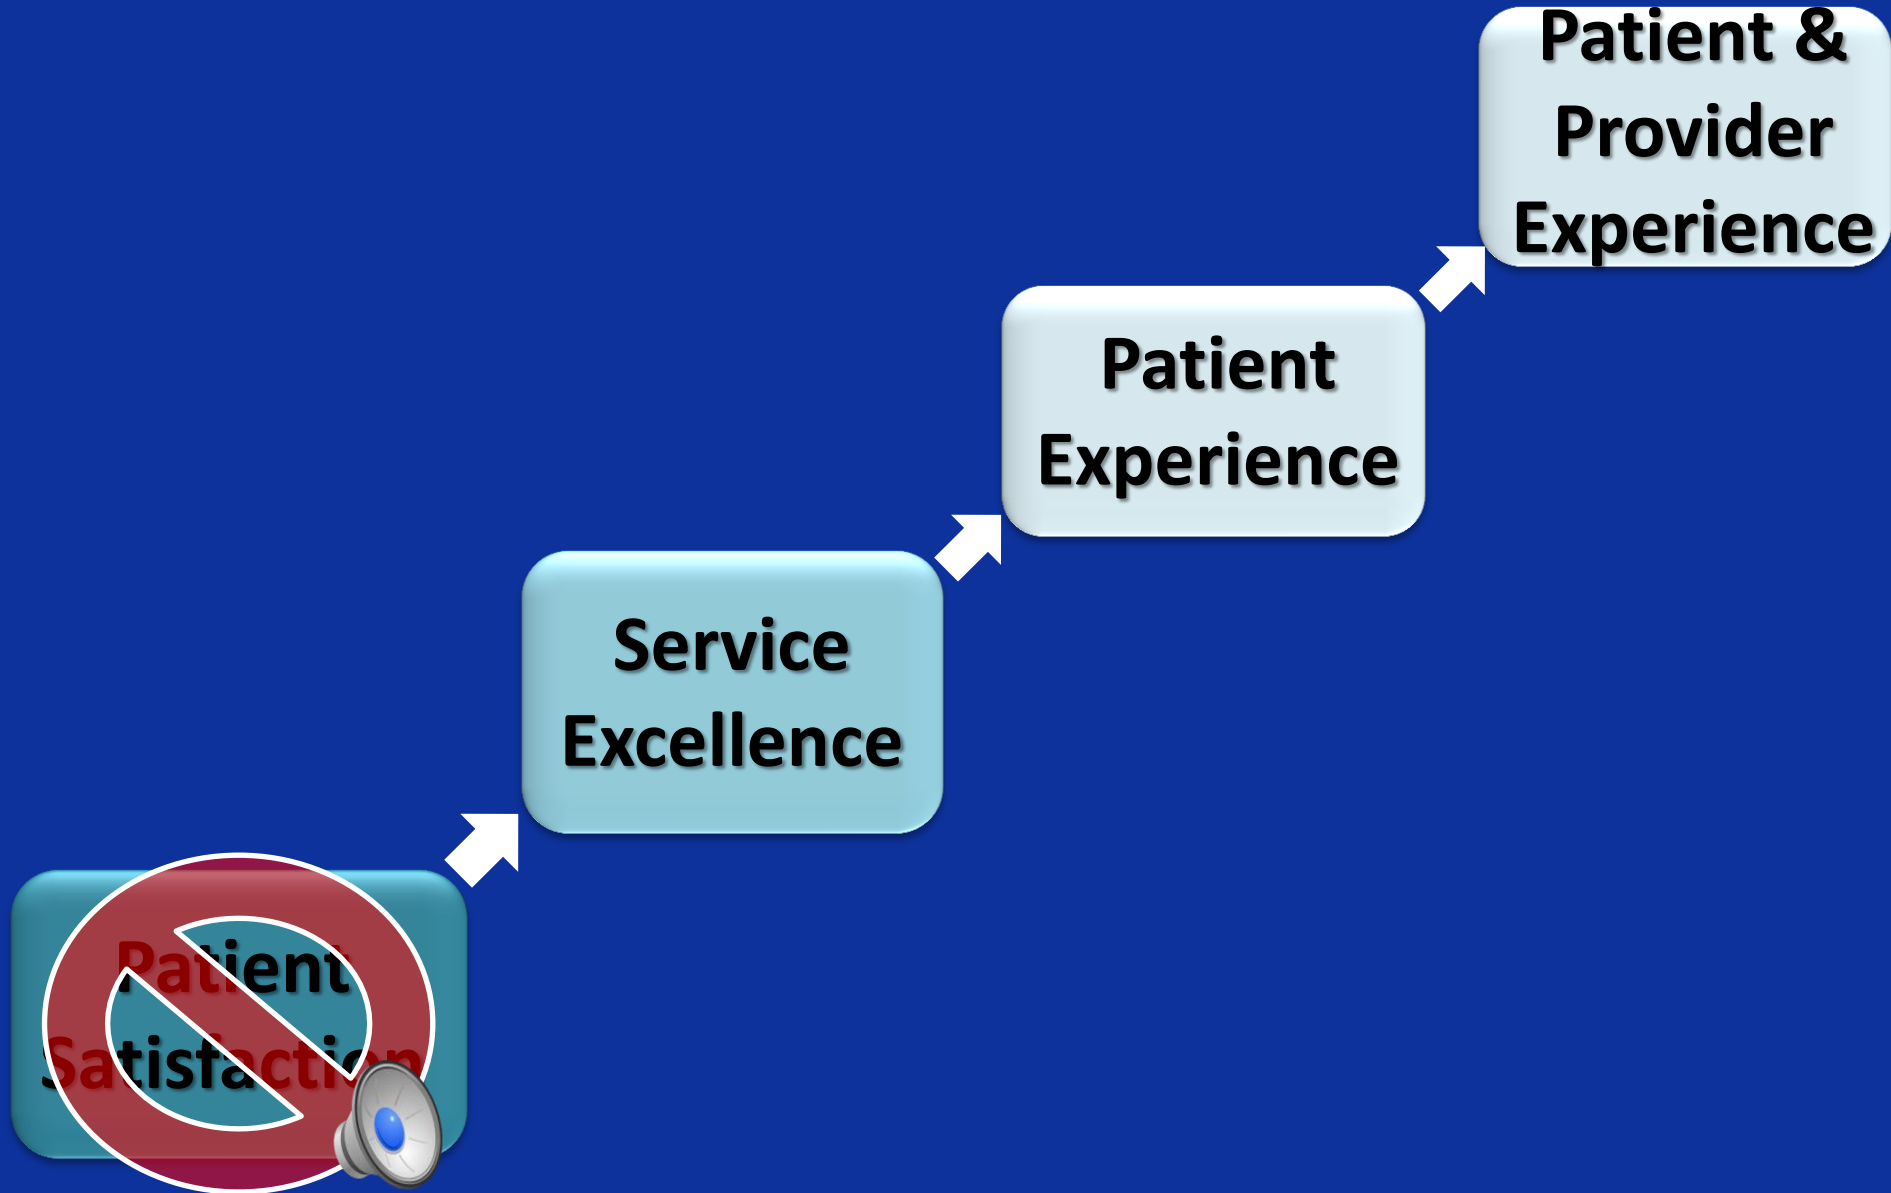 Patient &
Provider
Experience
Patient
Experience
Service
Excellence
Patient
Satisfaction